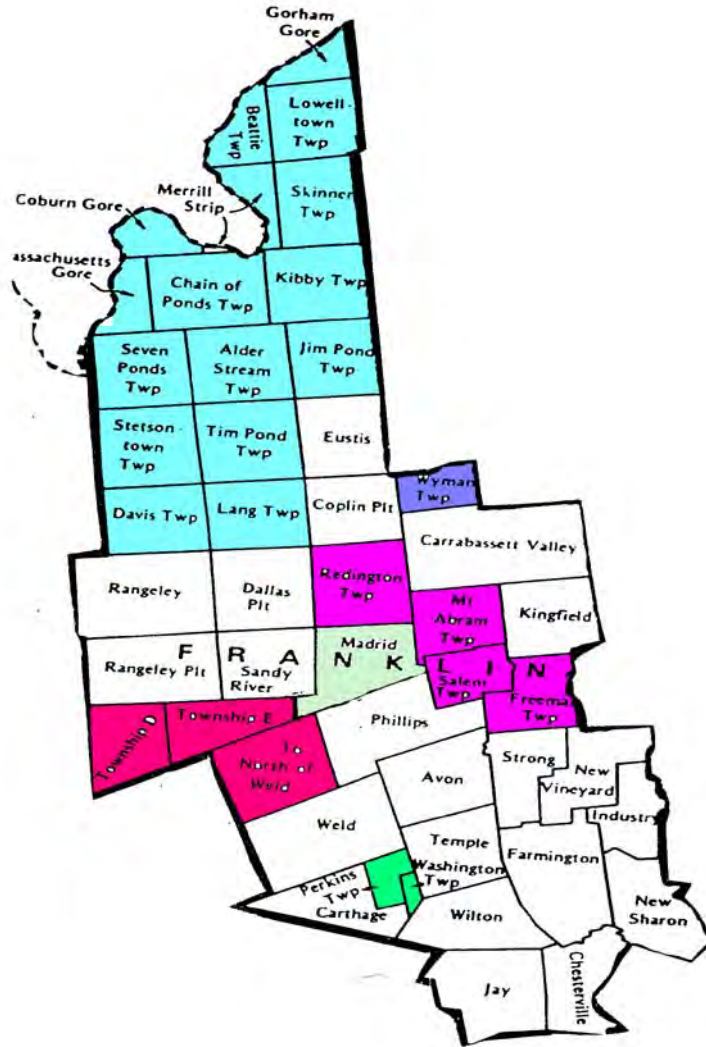 Gorham
Gore
Lowell-
town
Twp
Beattie
Twp
Merrill
Strip
Skinner
Twp
Coburn Gore
assachusetts
Gore
Chain of
Ponds Twp
Kibby Twp
Seven
Ponds
Twp
Alder
Stream
Twp
Jim Pond
Twp
Stetson-
town
Twp
Tim Pond
Twp
Eustis
Davis Twp
Lang Twp
Coplin Plt
Wyman
Twp
Carrabassett Valley
Rangeley
Dallas
Plt
Redington
Twp
Mt
Abram
Twp
Kingfield
FRANKLIN
Rangeley Plt
Sandy
River
Madrid
Salem
Twp
Freeman
Twp
Township D
Township E
To
North of
Weld
Phillips
Strong
New
Vineyard
Industry
Avon
Weld
Temple
Washington
Twp
Farmington
Perkins
Twp
Carthage
Wilton
New
Sharon
Jay
Chesterville